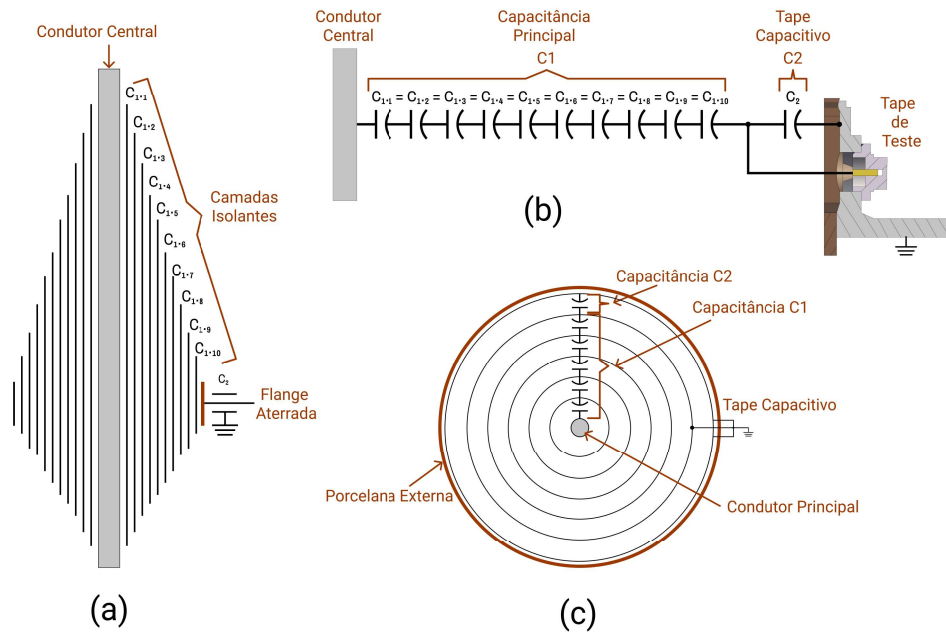 Condutor Central
C₁.₁
C₁.₂
C₁.₃
C₁.₄
C₁.₅
C₁.₆
C₁.₇
C₁.₈
C₁.₉
C₁.₁₀
Camadas
Isolantes
C₂
Flange
Aterrada
(a)
Condutor
Central
Capacitância
Principal
C1
Tape
Capacitivo
C2
C₁.₁ = C₁.₂ = C₁.₃ = C₁.₄ = C₁.₅ = C₁.₆ = C₁.₇ = C₁.₈ = C₁.₉ = C₁.₁₀
C₂
Tape
de
Teste
(b)
Capacitância C2
Capacitância C1
Tape Capacitivo
Porcelana Externa
Condutor Principal
(c)